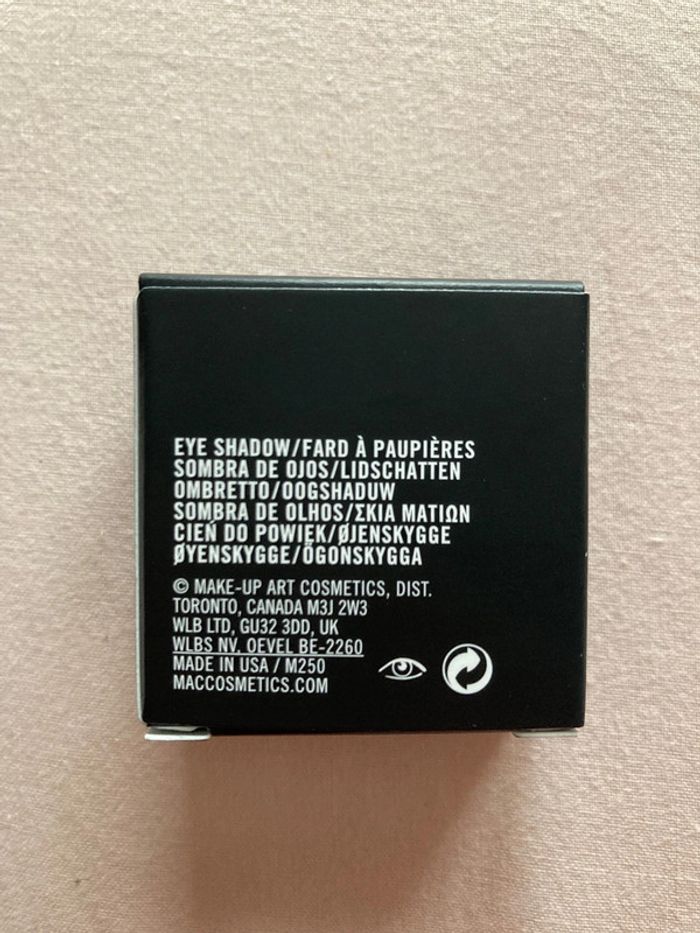 EYE SHADOW/FARD À PAUPIÈRES
SOMBRA DE OJOS/LIDSCHATTEN
OMBRETTO/OOGSHADUW
SOMBRA DE OLHOS/ΣΚΙΑ ΜΑΤΙΩΝ
CIEŃ DO POWIEK/ØJENSKYGGE
ØYENSKYGGE/ÖGONSKYGGA
© MAKE-UP ART COSMETICS, DIST.
TORONTO, CANADA M3J 2W3
WLB LTD, GU32 3DD, UK
WLBS NV, OEVEL BE-2260
MADE IN USA / M250
MACCOSMETICS.COM